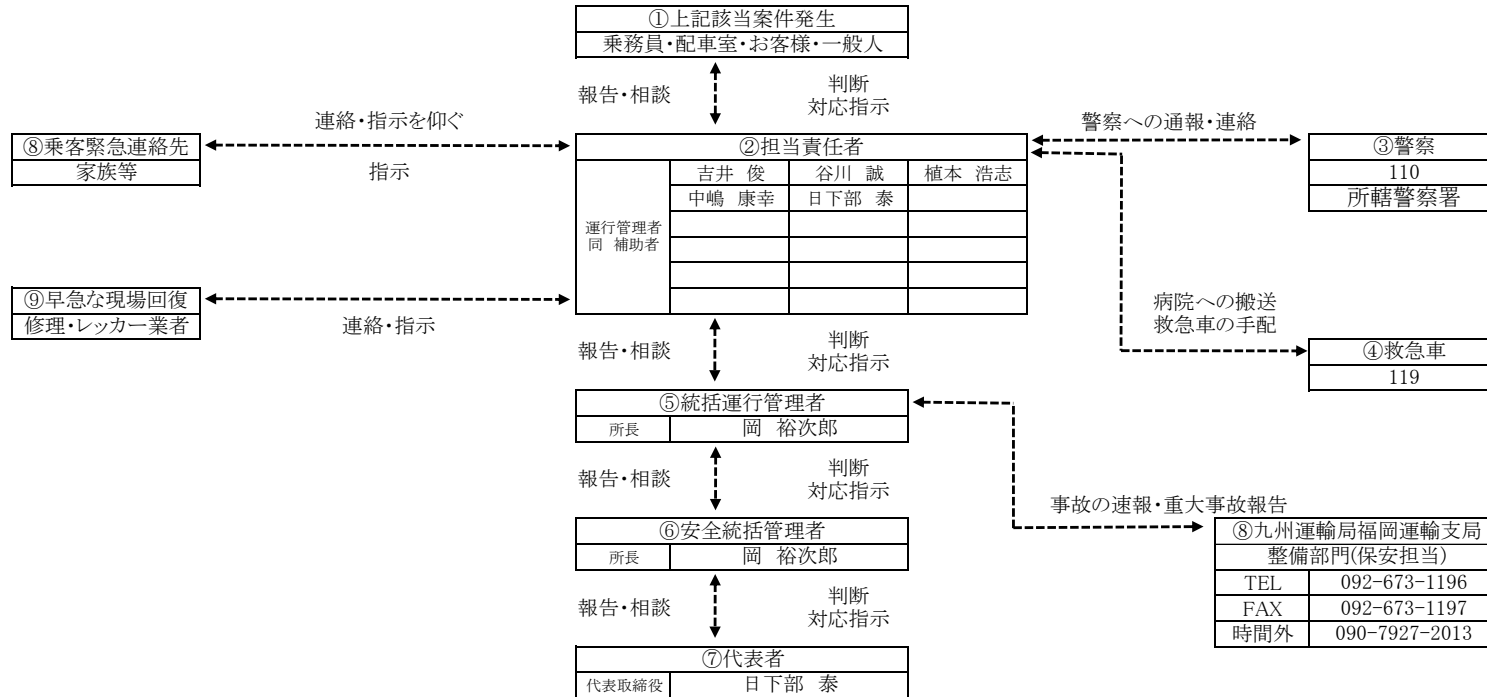 ①上記該当案件発生
乗務員・配車室・お客様・一般人
報告・相談
判断
対応指示
連絡・指示を仰ぐ
警察への通報・連絡
⑧乗客緊急連絡先
家族等
指示
②担当責任者
吉井 俊 谷川 誠 植本 浩志
中嶋 康幸 日下部 泰
運行管理者
同 補助者
③警察
110
所轄警察署
⑨早急な現場回復
修理・レッカー業者
連絡・指示
病院への搬送
救急車の手配
④救急車
119
報告・相談
判断
対応指示
⑤統括運行管理者
所長 岡 裕次郎
報告・相談
判断
対応指示
事故の速報・重大事故報告
⑥安全統括管理者
所長 岡 裕次郎
⑧九州運輸局福岡運輸支局
整備部門(保安担当)
TEL 092-673-1196
FAX 092-673-1197
時間外 090-7927-2013
報告・相談
判断
対応指示
⑦代表者
代表取締役 日下部 泰